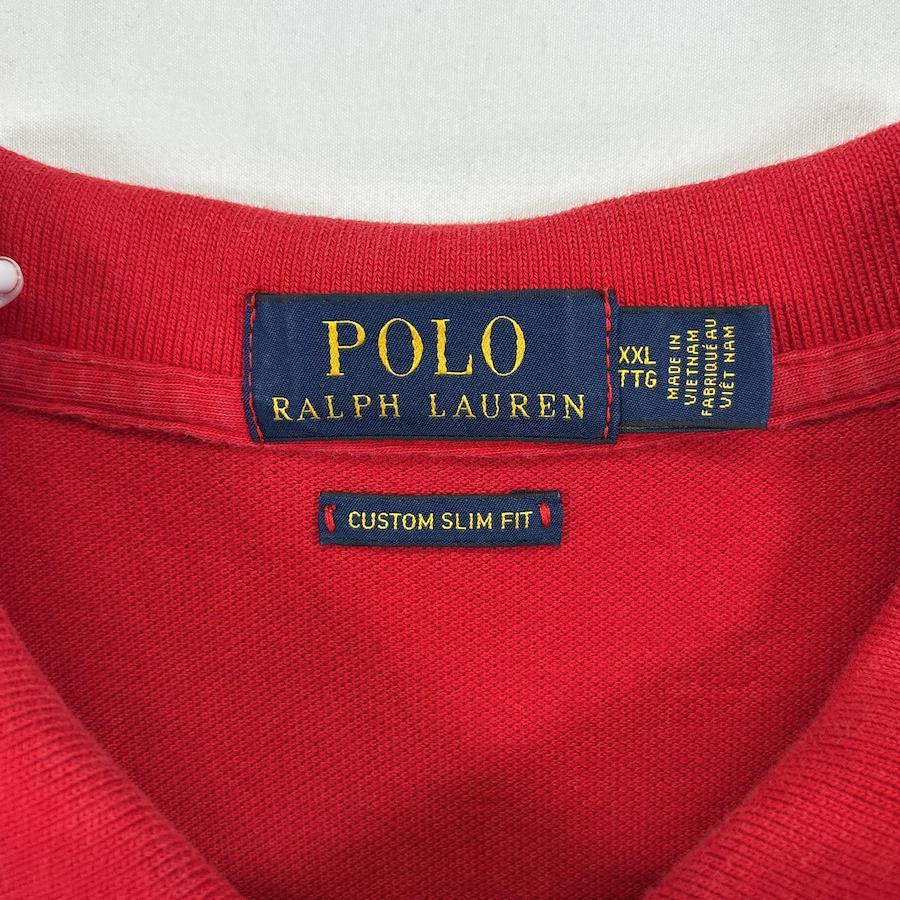 POLO
RALPH LAUREN
XXL
TTG
MADE IN
VIETNAM
FABRIQUÉ AU
VIÊT NAM
CUSTOM SLIM FIT